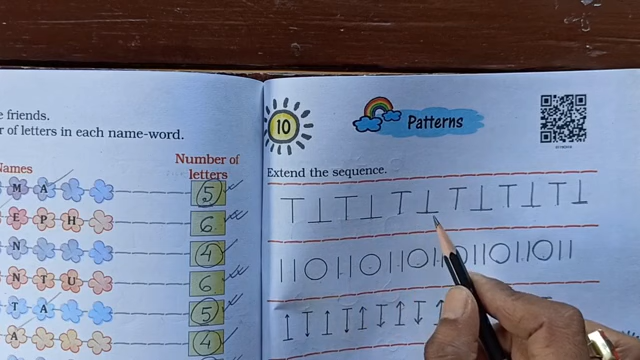 e friends.
r of letters in each name-word.
Names
Number of
letters
M A
5
E P H
6
N
4
N T U
6
T A
5
A
4
10
Patterns
Extend the sequence.
T ⊥ T ⊥ T ⊥ T ⊥ T ⊥ T ⊥